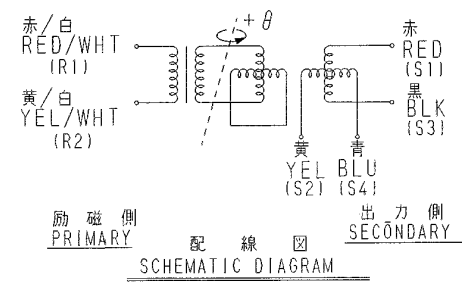 赤/白
RED/WHT
(R1)
黄/白
YEL/WHT
(R2)
+θ
赤
RED
(S1)
黒
BLK
(S3)
黄
YEL
(S2)
青
BLU
(S4)
励磁側
PRIMARY
出力側
SECŌNDARY
配線図
SCHEMATIC DIAGRAM